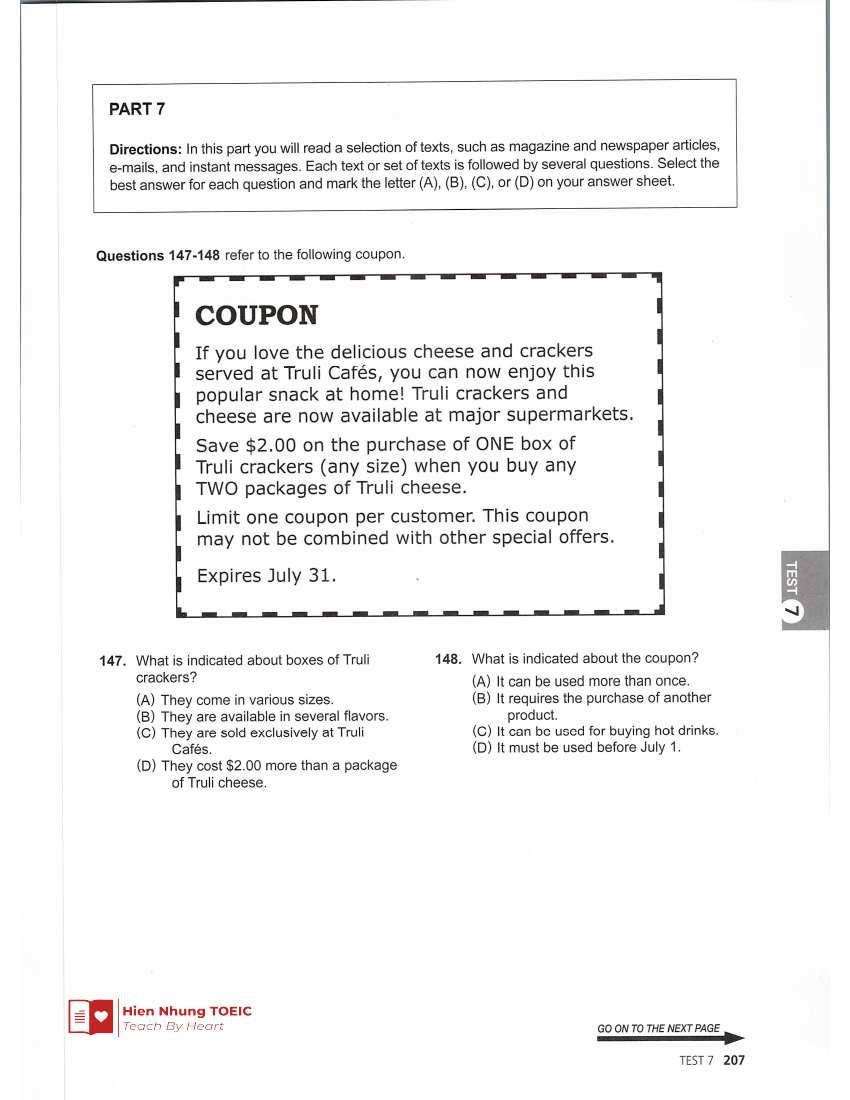 PART 7
Directions: In this part you will read a selection of texts, such as magazine and newspaper articles,
e-mails, and instant messages. Each text or set of texts is followed by several questions. Select the
best answer for each question and mark the letter (A), (B), (C), or (D) on your answer sheet.
Questions 147-148 refer to the following coupon.
COUPON
If you love the delicious cheese and crackers
served at Truli Cafés, you can now enjoy this
popular snack at home! Truli crackers and
cheese are now available at major supermarkets.
Save $2.00 on the purchase of ONE box of
Truli crackers (any size) when you buy any
TWO packages of Truli cheese.
Limit one coupon per customer. This coupon
may not be combined with other special offers.
Expires July 31.
TEST 7
147. What is indicated about boxes of Truli
crackers?
(A) They come in various sizes.
(B) They are available in several flavors.
(C) They are sold exclusively at Truli
Cafés.
(D) They cost $2.00 more than a package
of Truli cheese.
148. What is indicated about the coupon?
(A) It can be used more than once.
(B) It requires the purchase of another
product.
(C) It can be used for buying hot drinks.
(D) It must be used before July 1.
Hien Nhung TOEIC
Teach By Heart
GO ON TO THE NEXT PAGE
TEST 7 207